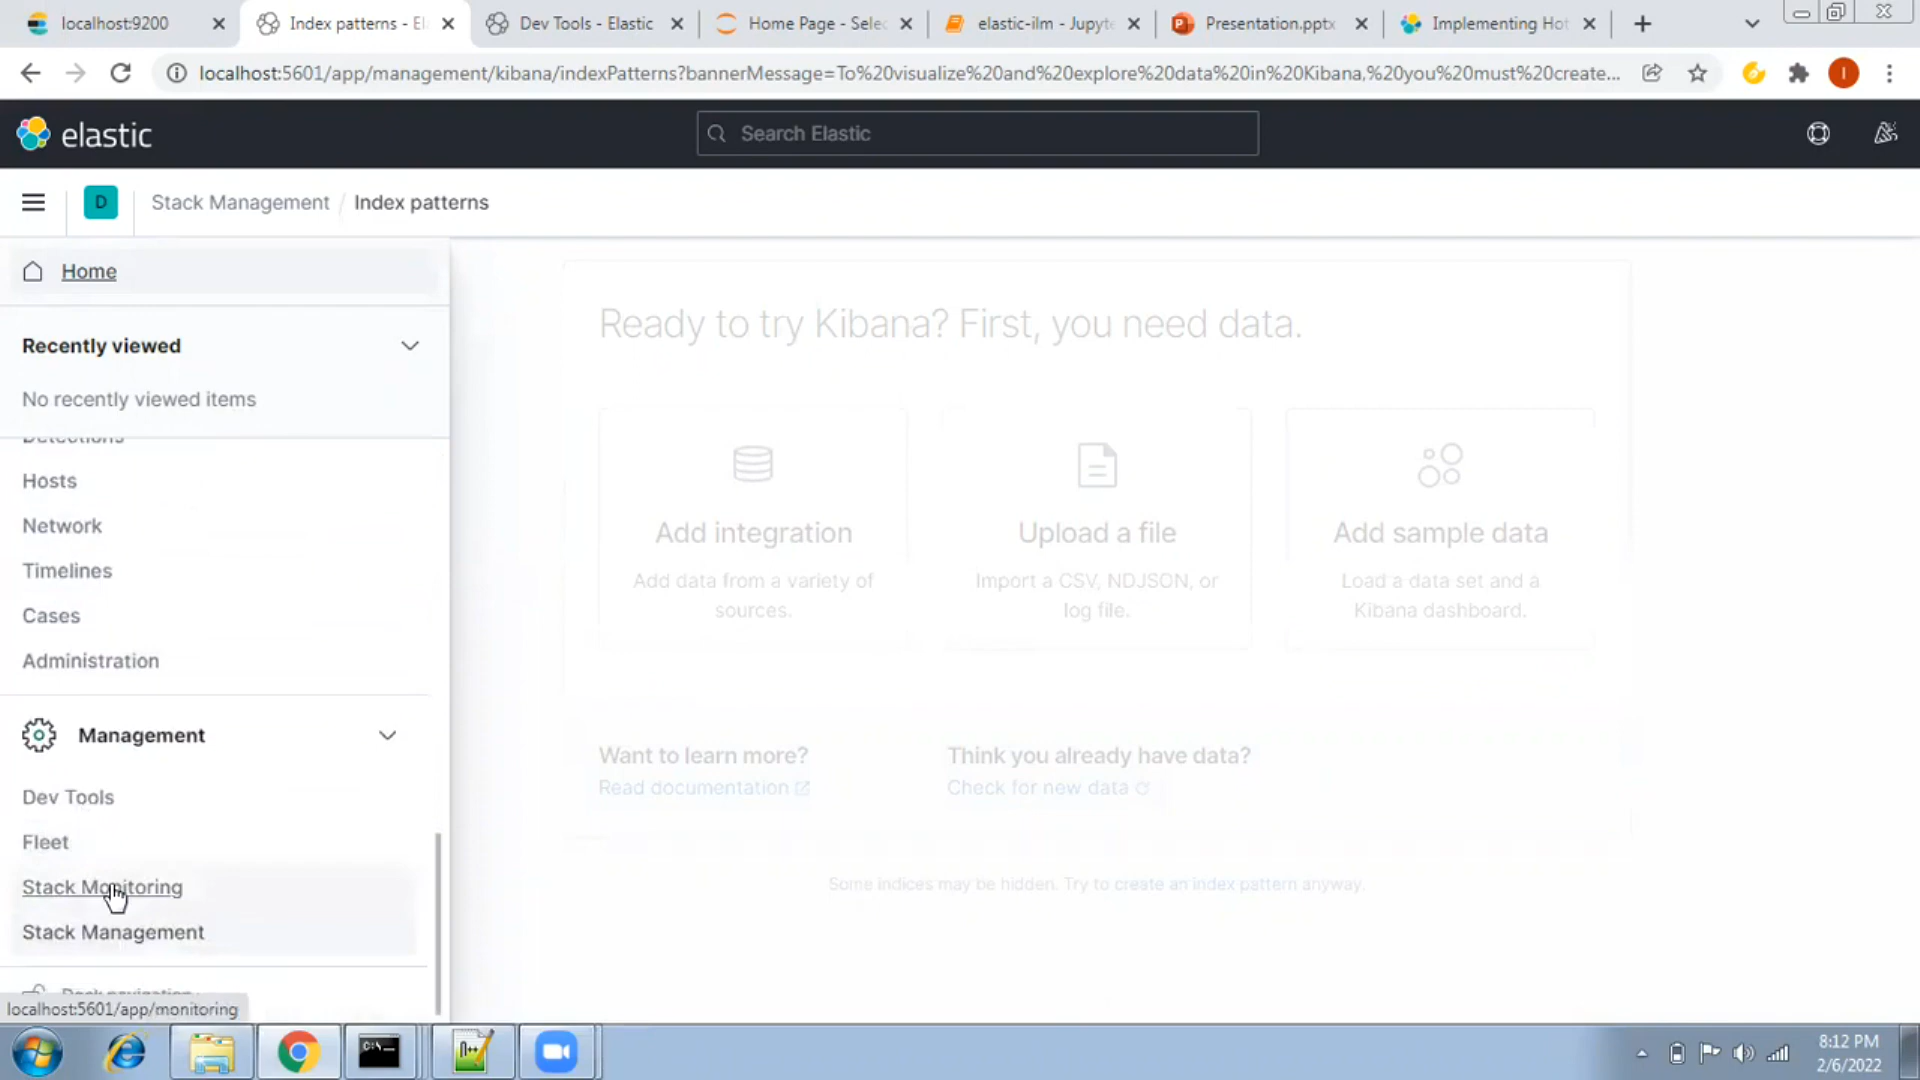 localhost:9200
Index patterns - El
Dev Tools - Elastic
Home Page - Selec
elastic-ilm - Jupyte
Presentation.pptx
Implementing Hot
localhost:5601/app/management/kibana/indexPatterns?bannerMessage=To%20visualize%20and%20explore%20data%20in%20Kibana,%20you%20must%20create...
I
elastic
Search Elastic
D
Stack Management / Index patterns
Home
Recently viewed
No recently viewed items
Detections
Hosts
Network
Timelines
Cases
Administration
Management
Dev Tools
Fleet
Stack Monitoring
Stack Management
Dock navigation
localhost:5601/app/monitoring
Ready to try Kibana? First, you need data.
Add integration
Add data from a variety of
sources.
Upload a file
Import a CSV, NDJSON, or
log file.
Add sample data
Load a data set and a
Kibana dashboard.
Want to learn more?
Read documentation
Think you already have data?
Check for new data
Some indices may be hidden. Try to create an index pattern anyway.
8:12 PM
2/6/2022